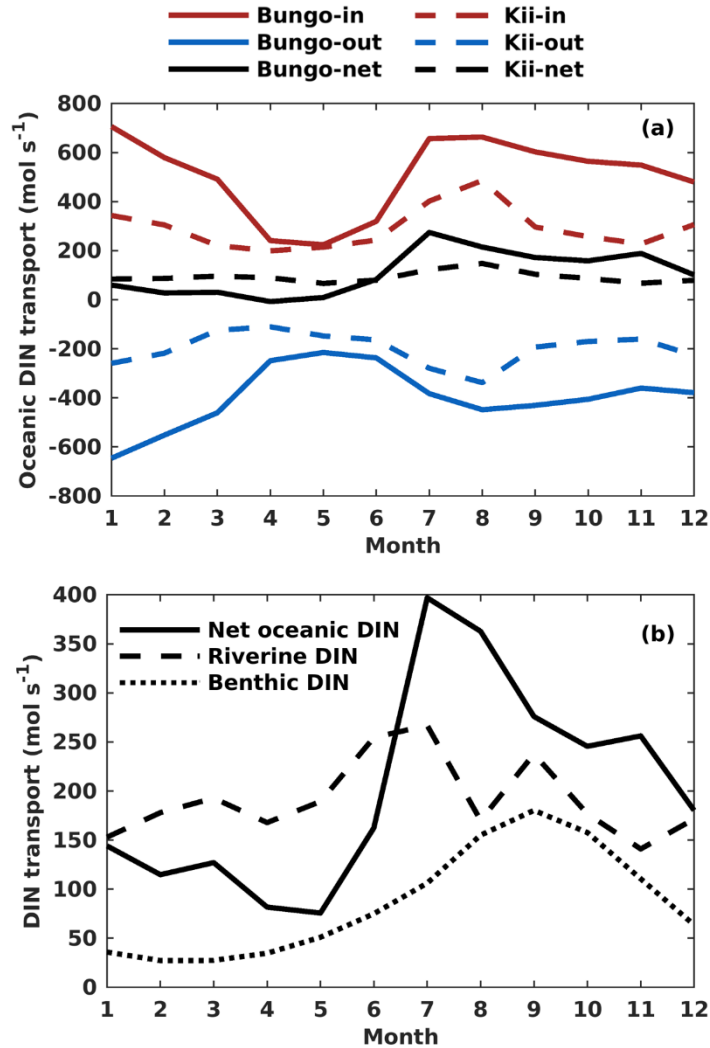 Bungo-in Kii-in
Bungo-out Kii-out
Bungo-net Kii-net
800
600
400
200
0
-200
-400
-600
-800
Oceanic DIN transport (mol s⁻¹)
(a)
1 2 3 4 5 6 7 8 9 10 11 12
Month
400
350
300
250
200
150
100
50
0
DIN transport (mol s⁻¹)
Net oceanic DIN
Riverine DIN
Benthic DIN
(b)
1 2 3 4 5 6 7 8 9 10 11 12
Month